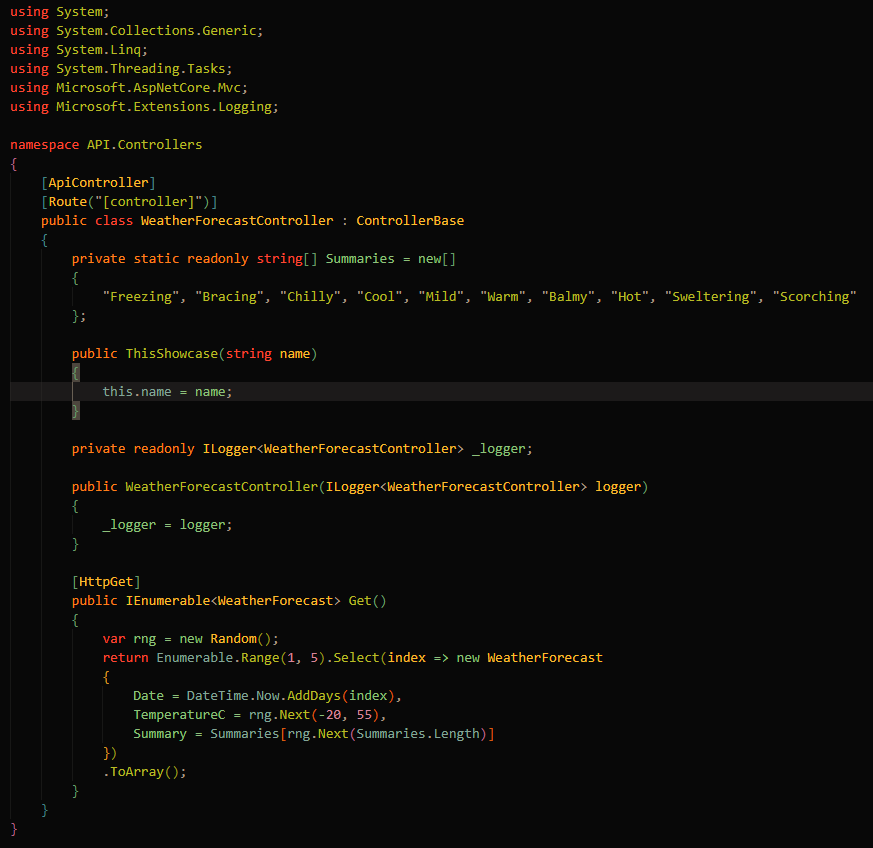 using System;
using System.Collections.Generic;
using System.Linq;
using System.Threading.Tasks;
using Microsoft.AspNetCore.Mvc;
using Microsoft.Extensions.Logging;

namespace API.Controllers
{
    [ApiController]
    [Route("[controller]")]
    public class WeatherForecastController : ControllerBase
    {
        private static readonly string[] Summaries = new[]
        {
            "Freezing", "Bracing", "Chilly", "Cool", "Mild", "Warm", "Balmy", "Hot", "Sweltering", "Scorching"
        };

        public ThisShowcase(string name)
        {
            this.name = name;
        }

        private readonly ILogger<WeatherForecastController> _logger;

        public WeatherForecastController(ILogger<WeatherForecastController> logger)
        {
            _logger = logger;
        }

        [HttpGet]
        public IEnumerable<WeatherForecast> Get()
        {
            var rng = new Random();
            return Enumerable.Range(1, 5).Select(index => new WeatherForecast
            {
                Date = DateTime.Now.AddDays(index),
                TemperatureC = rng.Next(-20, 55),
                Summary = Summaries[rng.Next(Summaries.Length)]
            })
            .ToArray();
        }
    }
}